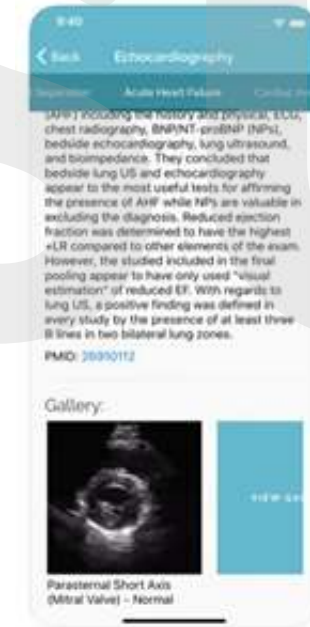 9:40
Back Echocardiography
Acute Heart Failure
(AHF) including the history and physical, ECG,
chest radiography, BNP/NT-proBNP (NPs),
bedside echocardiography, lung ultrasound,
and bioimpedance. They concluded that
bedside lung US and echocardiography
appear to the most useful tests for affirming
the presence of AHF while NPs are valuable in
excluding the diagnosis. Reduced ejection
fraction was determined to have the highest
+LR compared to other elements of the exam.
However, the studied included in the final
pooling appear to have only used "visual
estimation" of reduced EF. With regards to
lung US, a positive finding was defined in
every study by the presence of at least three
B lines in two bilateral lung zones.
PMID: 26910112
Gallery:
VIEW
Parasternal Short Axis
(Mitral Valve) – Normal